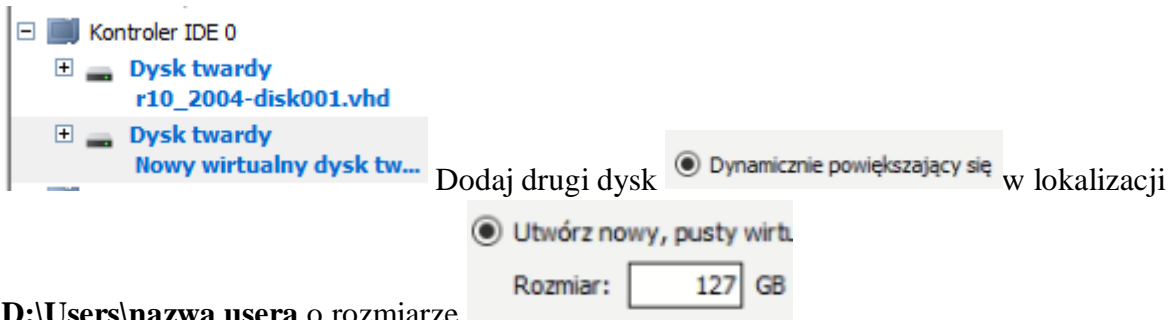 Kontroler IDE 0
Dysk twardy
r10_2004-disk001.vhd
Dysk twardy
Nowy wirtualny dysk tw...
Dodaj drugi dysk Dynamicznie powiększający się w lokalizacji
Utwórz nowy, pusty
Rozmiar: 127 GB
D:\Users\nazwa usera o rozmiarze